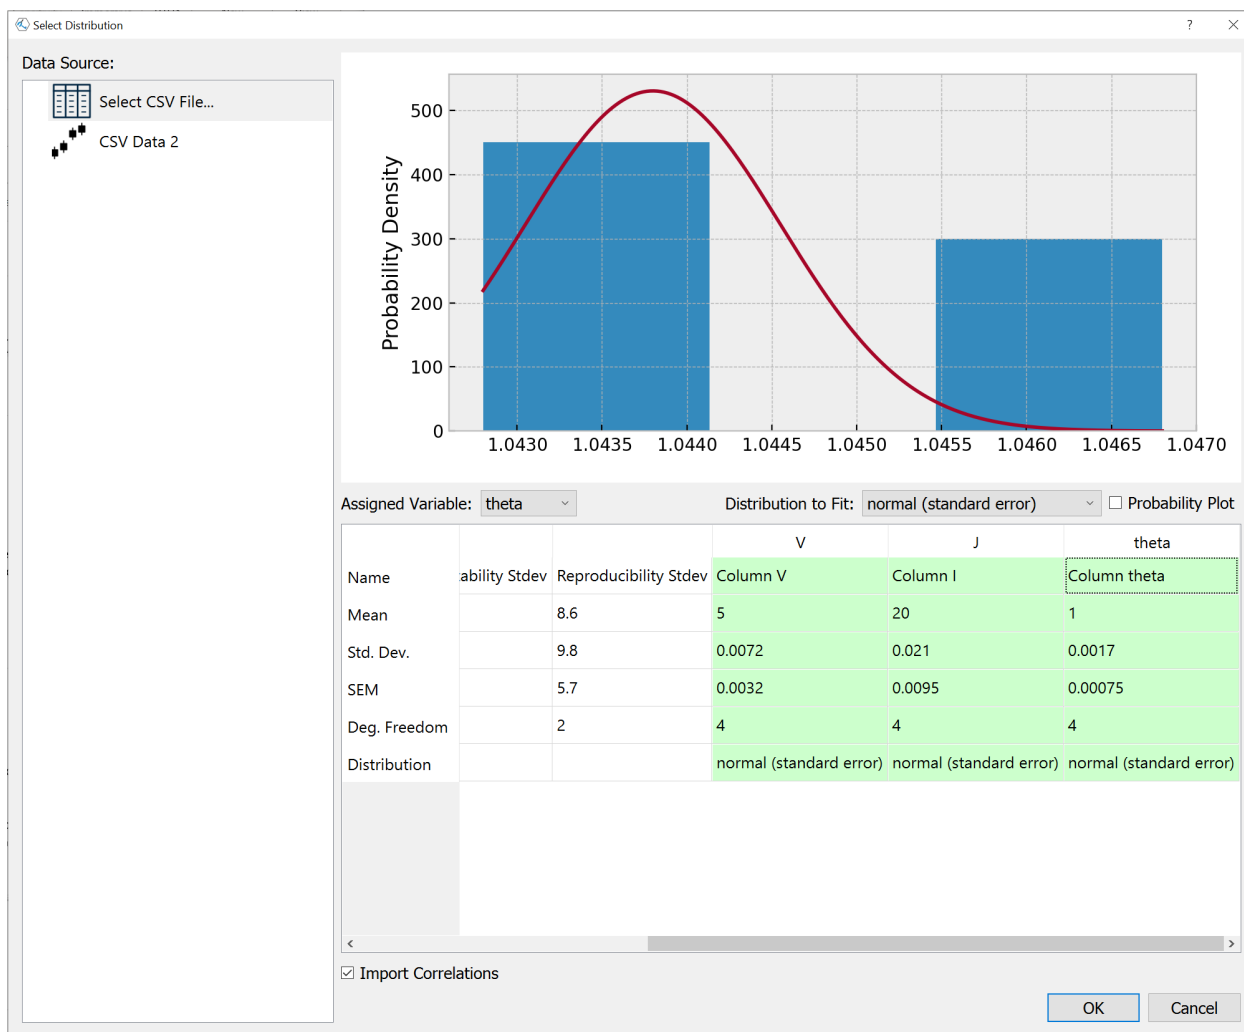 Select Distribution
?
Data Source:
Select CSV File...
CSV Data 2
Probability Density
500
400
300
200
100
0
1.0430 1.0435 1.0440 1.0445 1.0450 1.0455 1.0460 1.0465 1.0470
Assigned Variable: theta Distribution to Fit: normal (standard error) Probability Plot
V J theta
Name Stdev Reproducibility Stdev Column V Column I Column theta
Mean 8.6 5 20 1
Std. Dev. 9.8 0.0072 0.021 0.0017
SEM 5.7 0.0032 0.0095 0.00075
Deg. Freedom 2 4 4 4
Distribution normal (standard error) normal (standard error) normal (standard error)
Import Correlations
OK Cancel